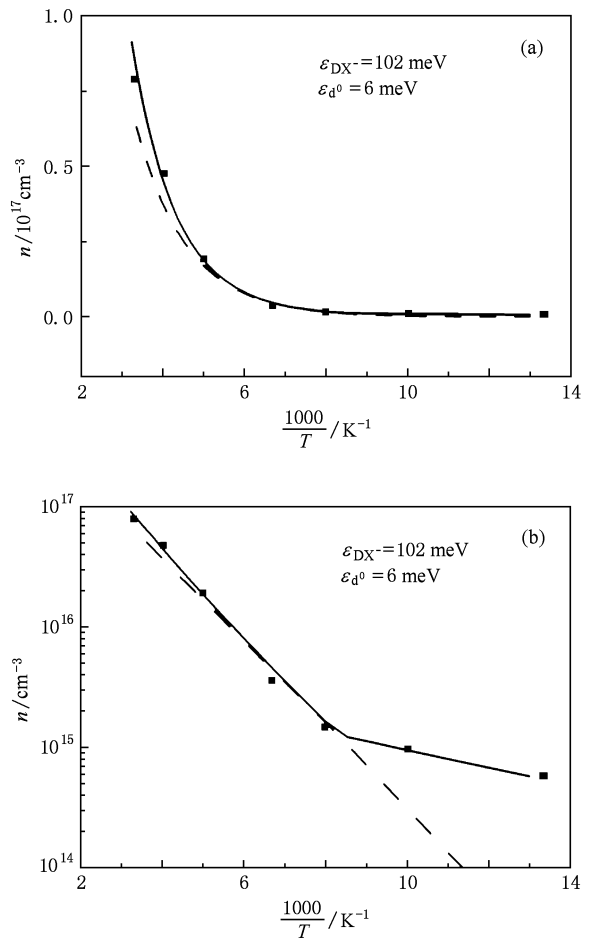 1.0
(a)
ε_DX⁻=102 meV
ε_d⁰=6 meV
0.5
n/10¹⁷cm⁻³
0.0
2 6 10 14
1000/T /K⁻¹
10¹⁷
(b)
ε_DX⁻=102 meV
ε_d⁰=6 meV
10¹⁶
n/cm⁻³
10¹⁵
10¹⁴
2 6 10 14
1000/T /K⁻¹